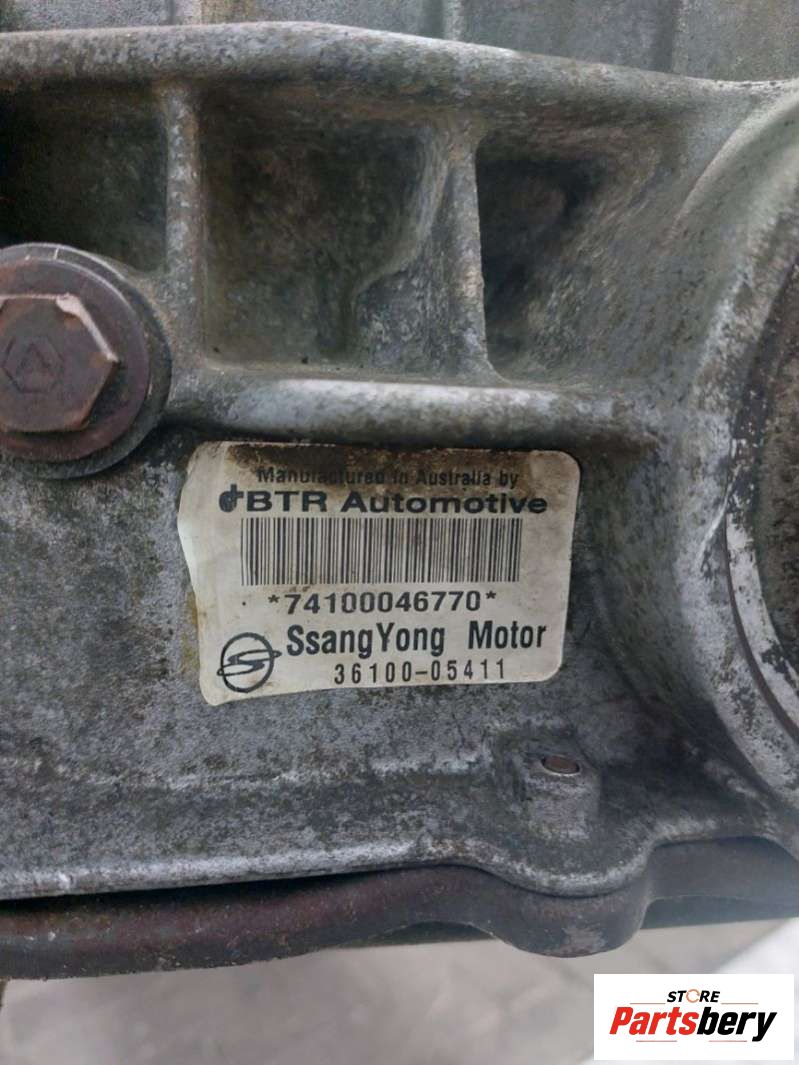 Manufactured in Australia by
BTR Automotive
*74100046770*
SsangYong Motor
36100-05411
STORE
Partsbery